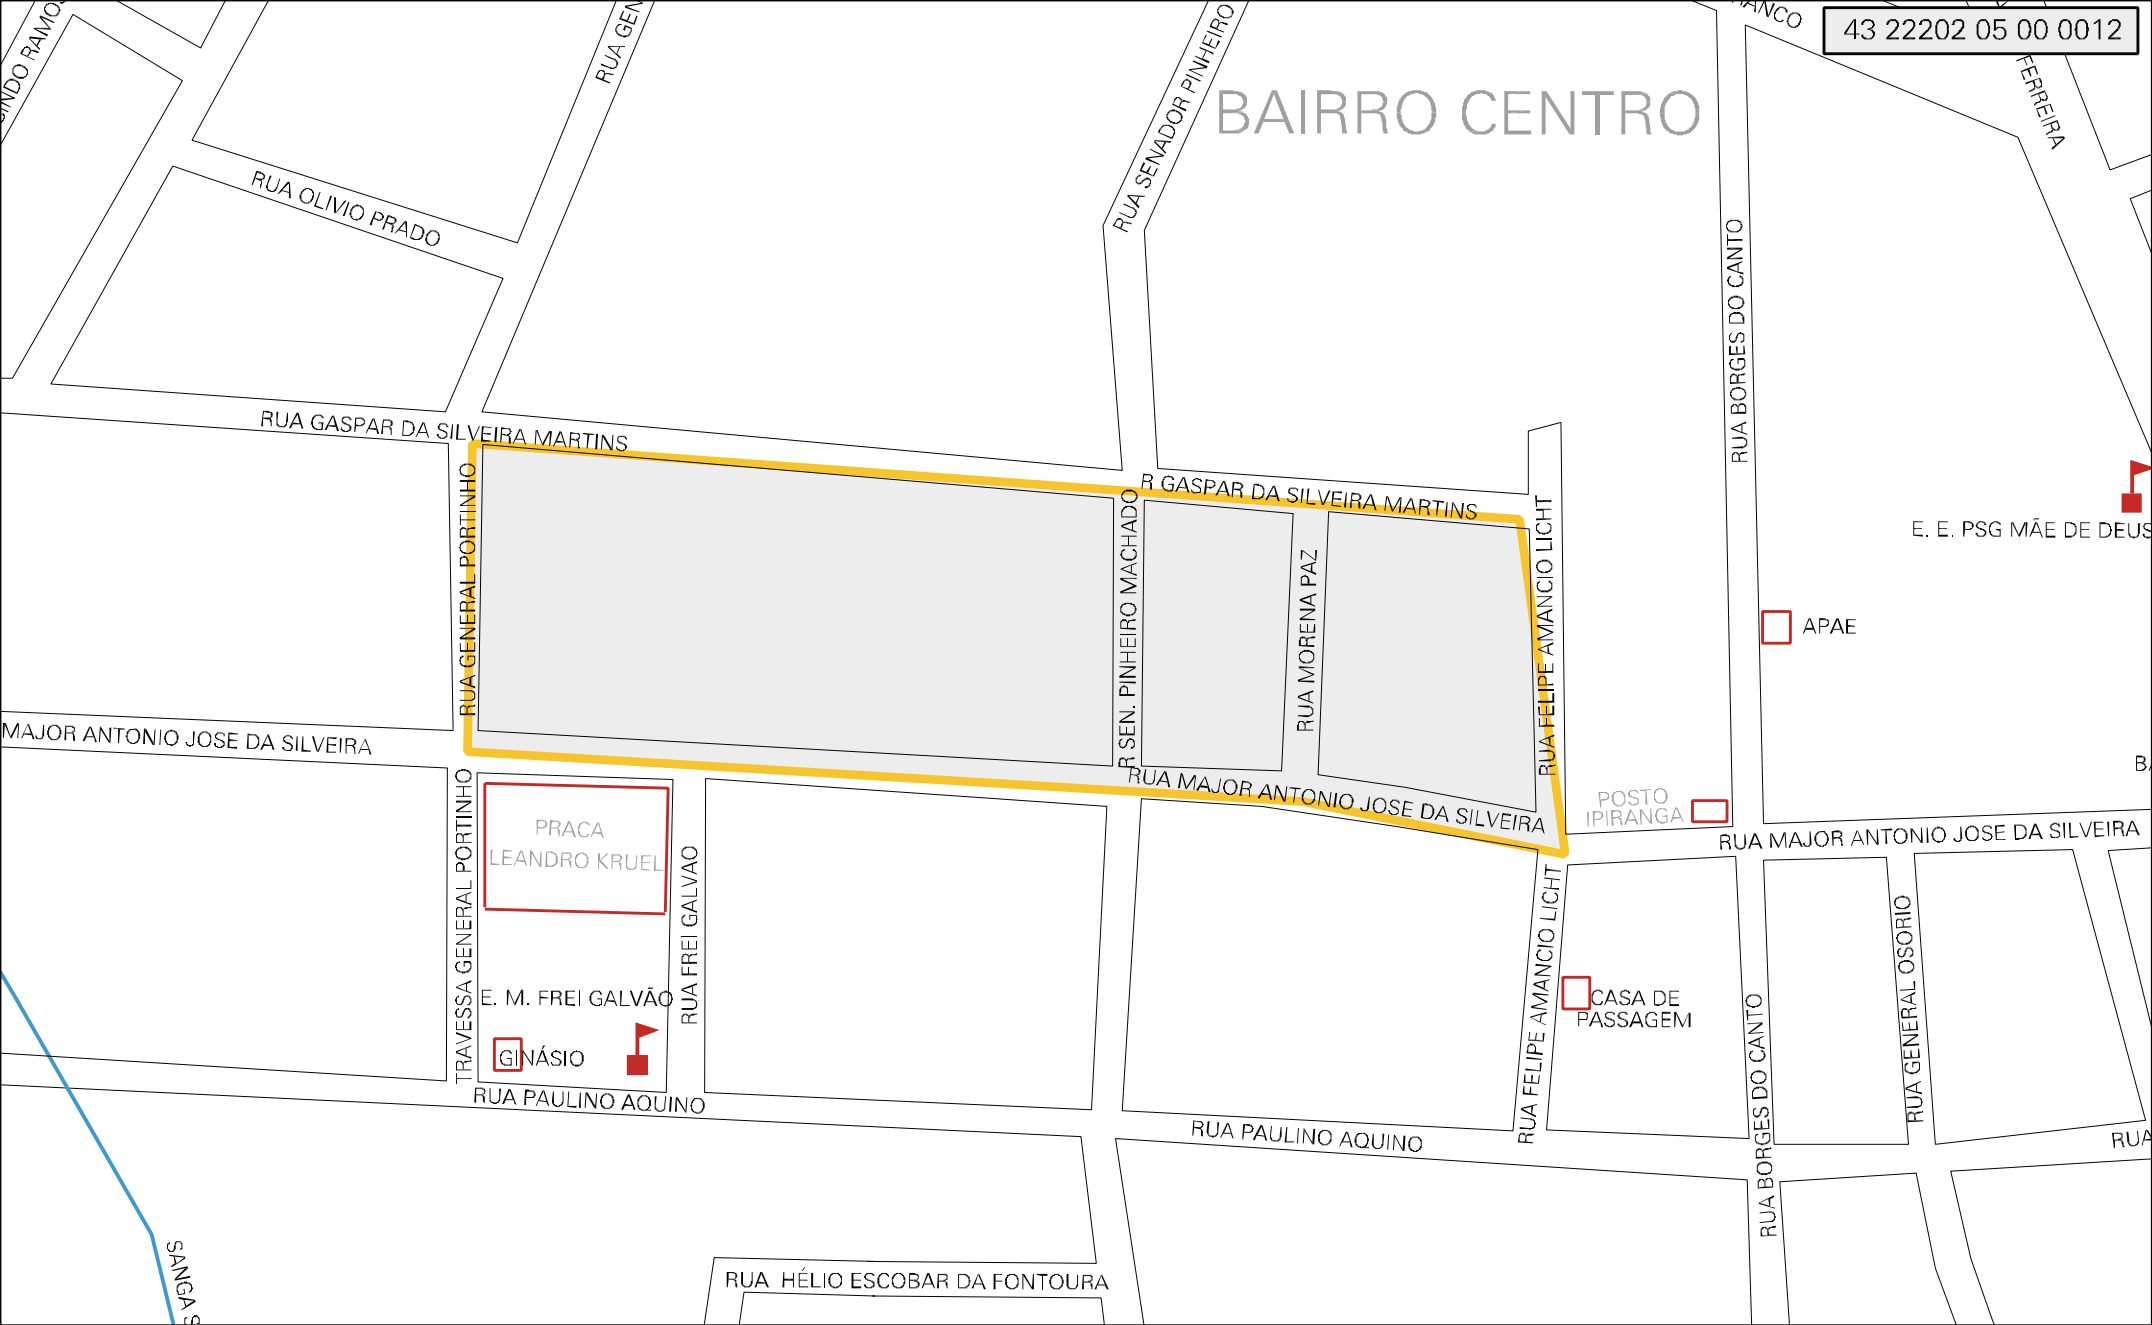 43 22202 05 00 0012
FERREIRA
BAIRRO CENTRO
RUA SENADOR PINHEIRO
RUA GEN
RUA OLIVIO PRADO
RUA BORGES DO CANTO
RUA GASPAR DA SILVEIRA MARTINS
R GASPAR DA SILVEIRA MARTINS
E. E. PSG MÃE DE DEUS
RUA GENERAL PORTINHO
R SEN. PINHEIRO MACHADO
RUA MORENA PAZ
RUA FELIPE AMANCIO LICHT
APAE
MAJOR ANTONIO JOSE DA SILVEIRA
RUA MAJOR ANTONIO JOSE DA SILVEIRA
POSTO
IPIRANGA
RUA MAJOR ANTONIO JOSE DA SILVEIRA
PRACA
LEANDRO KRUEL
TRAVESSA GENERAL PORTINHO
RUA FREI GALVAO
RUA FELIPE AMANCIO LICHT
RUA GENERAL OSORIO
E. M. FREI GALVÃO
CASA DE
PASSAGEM
GINÁSIO
RUA BORGES DO CANTO
RUA PAULINO AQUINO
RUA PAULINO AQUINO
RUA
SANGA S
RUA HÉLIO ESCOBAR DA FONTOURA